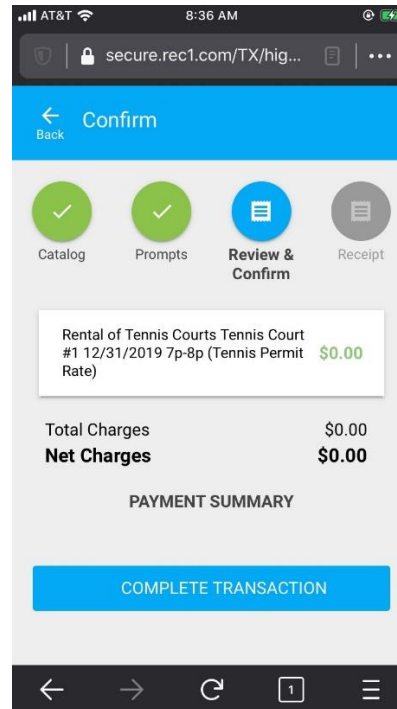 AT&T 8:36 AM
secure.rec1.com/TX/hig...
Back Confirm
Catalog Prompts Review & Confirm Receipt
Rental of Tennis Courts Tennis Court
#1 12/31/2019 7p-8p (Tennis Permit $0.00
Rate)
Total Charges $0.00
Net Charges $0.00
PAYMENT SUMMARY
COMPLETE TRANSACTION
1